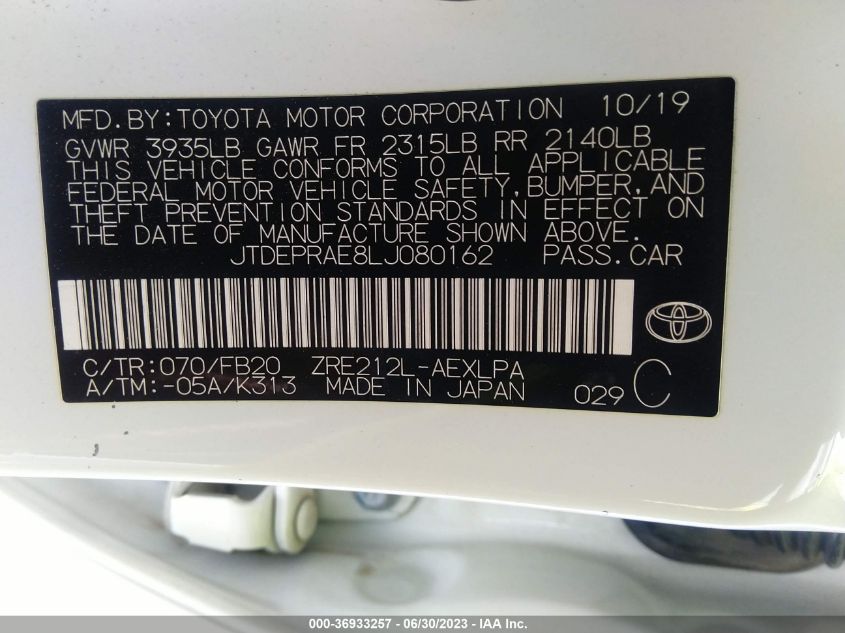 MFD.BY:TOYOTA MOTOR CORPORATION 10/19
GVWR 3935LB GAWR FR 2315LB RR 2140LB
THIS VEHICLE CONFORMS TO ALL APPLICABLE
FEDERAL MOTOR VEHICLE SAFETY,BUMPER,AND
THEFT PREVENTION STANDARDS IN EFFECT ON
THE DATE OF MANUFACTURE SHOWN ABOVE.
JTDEPRAE8LJ080162 PASS.CAR
C/TR:070/FB20 ZRE212L-AEXLPA
A/TM:-05A/K313 MADE IN JAPAN 029 C
000-36933257 - 06/30/2023 - IAA Inc.